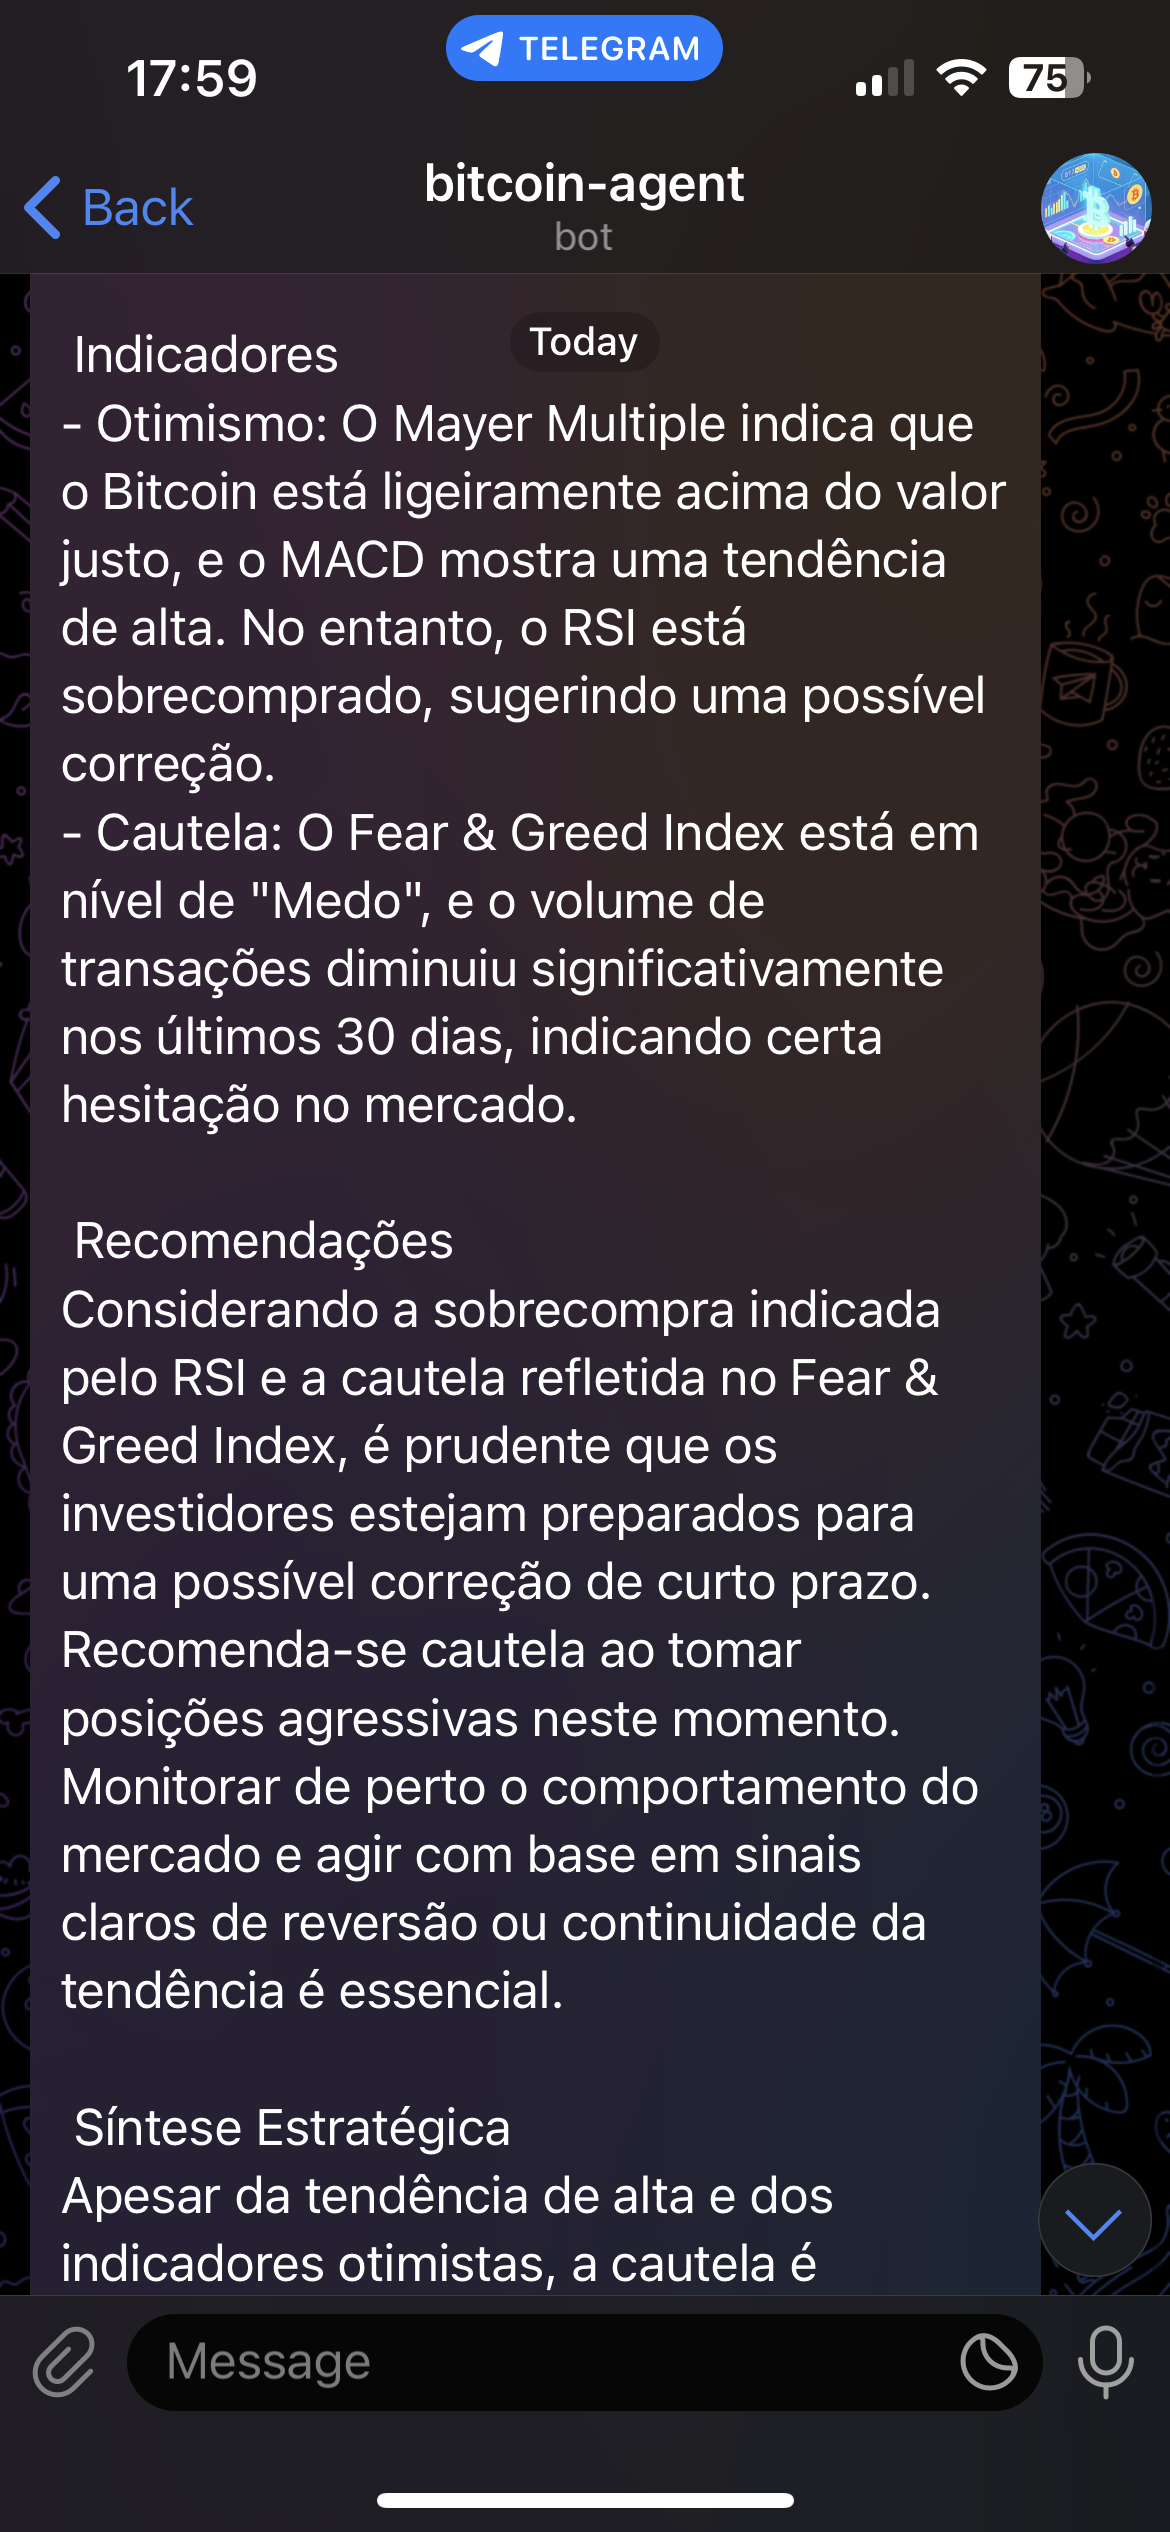 17:59
TELEGRAM
75
Back
bitcoin-agent
bot
Today
Indicadores
- Otimismo: O Mayer Multiple indica que
o Bitcoin está ligeiramente acima do valor
justo, e o MACD mostra uma tendência
de alta. No entanto, o RSI está
sobrecomprado, sugerindo uma possível
correção.
- Cautela: O Fear & Greed Index está em
nível de "Medo", e o volume de
transações diminuiu significativamente
nos últimos 30 dias, indicando certa
hesitação no mercado.
Recomendações
Considerando a sobrecompra indicada
pelo RSI e a cautela refletida no Fear &
Greed Index, é prudente que os
investidores estejam preparados para
uma possível correção de curto prazo.
Recomenda-se cautela ao tomar
posições agressivas neste momento.
Monitorar de perto o comportamento do
mercado e agir com base em sinais
claros de reversão ou continuidade da
tendência é essencial.
Síntese Estratégica
Apesar da tendência de alta e dos
indicadores otimistas, a cautela é
Message